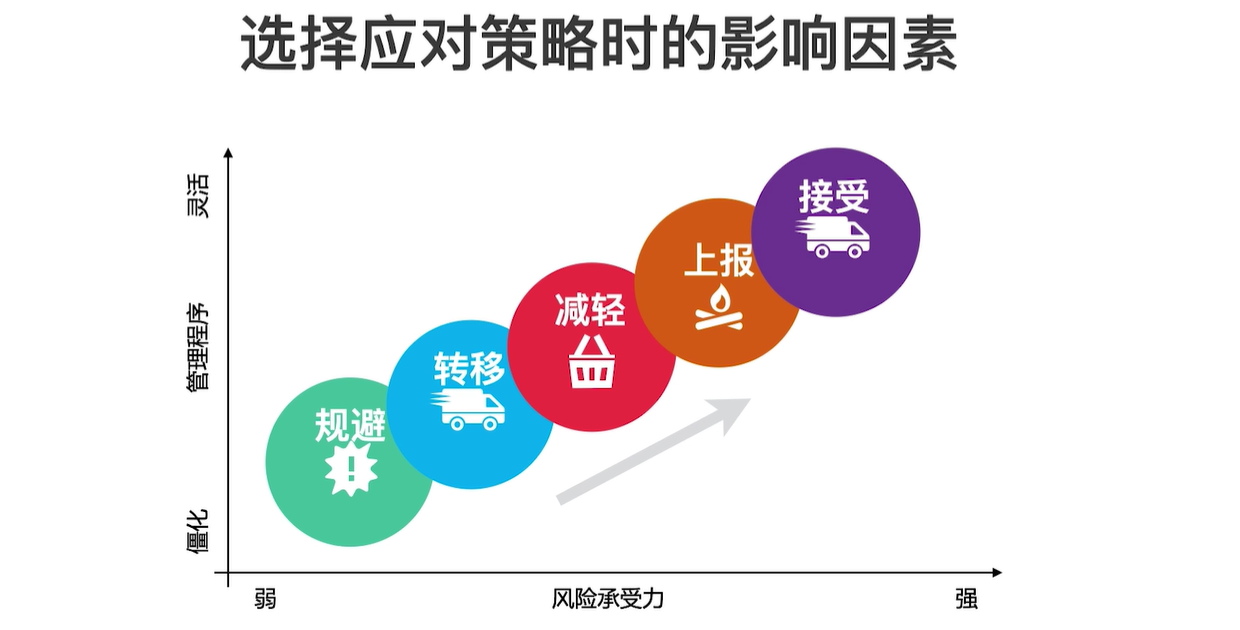 选择应对策略时的影响因素
灵活
管理程序
僵化
接受
上报
减轻
转移
规避
弱
风险承受力
强